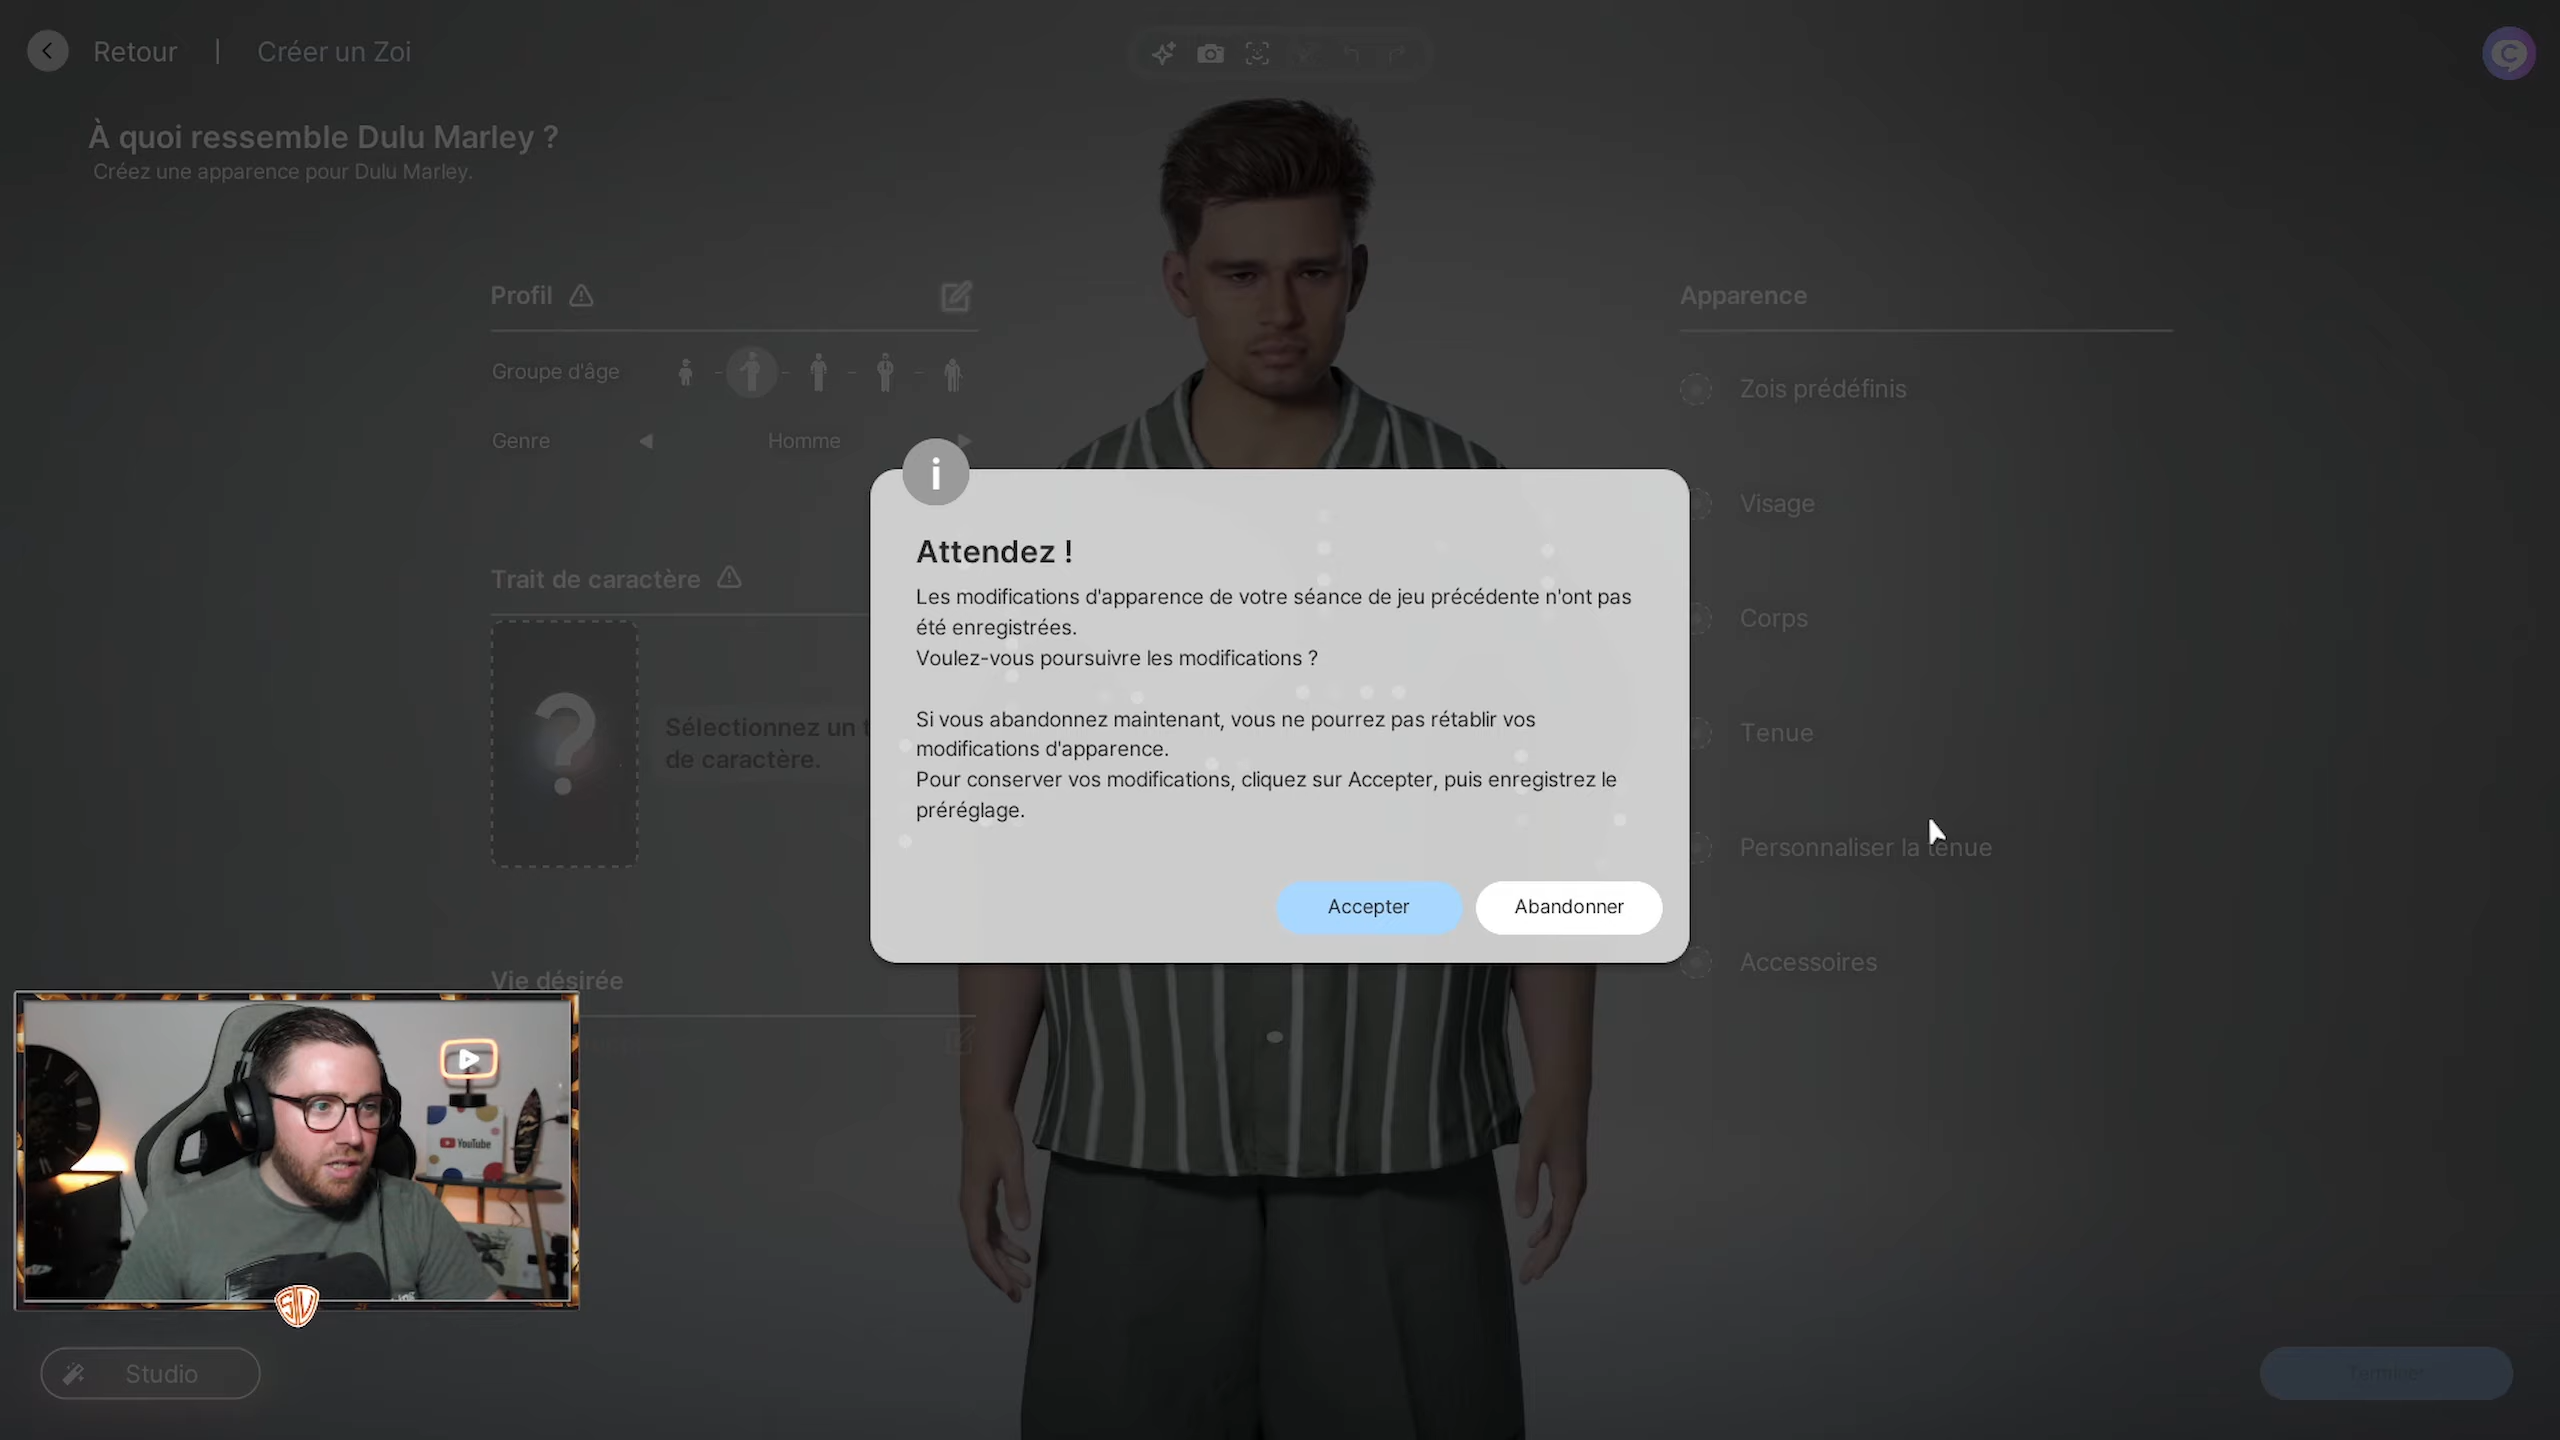 Retour | Créer un Zoi
À quoi ressemble Dulu Marley ?
Créez une apparence pour Dulu Marley.
Profil
Groupe d'âge
Genre
Homme
Trait de caractère
?
Sélectionnez un t
de caractère.
Vie désirée
i
Attendez !
Les modifications d'apparence de votre séance de jeu précédente n'ont pas
été enregistrées.
Voulez-vous poursuivre les modifications ?
Si vous abandonnez maintenant, vous ne pourrez pas rétablir vos
modifications d'apparence.
Pour conserver vos modifications, cliquez sur Accepter, puis enregistrez le
préréglage.
Accepter
Abandonner
Apparence
Zois prédéfinis
Visage
Corps
Tenue
Personnaliser la tenue
Accessoires
YouTube
Studio
Terminer